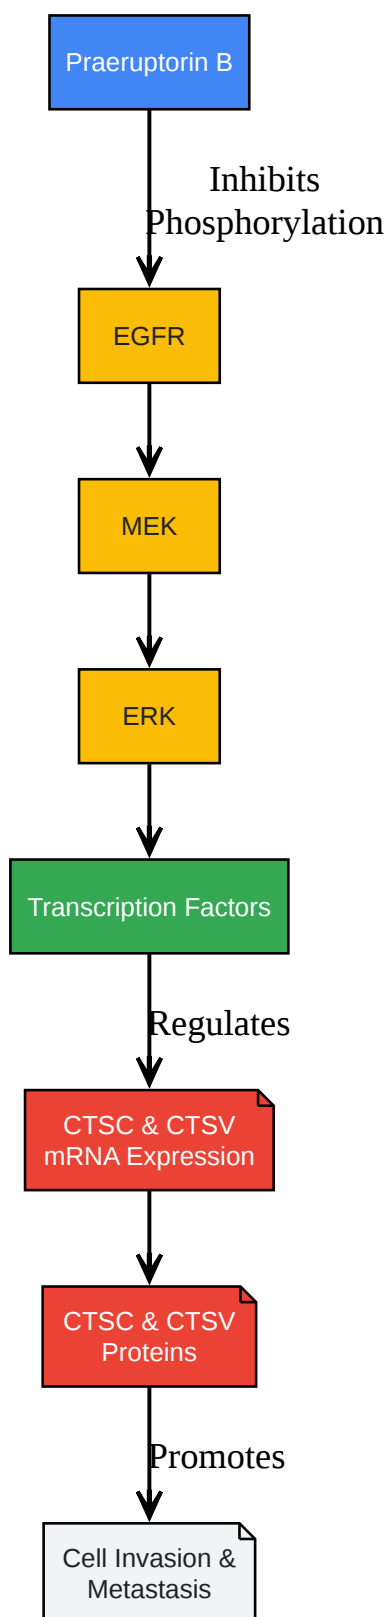 Praeruptorin B
Inhibits
Phosphorylation
EGFR
MEK
ERK
Transcription Factors
Regulates
CTSC & CTSV
mRNA Expression
CTSC & CTSV
Proteins
Promotes
Cell Invasion &
Metastasis